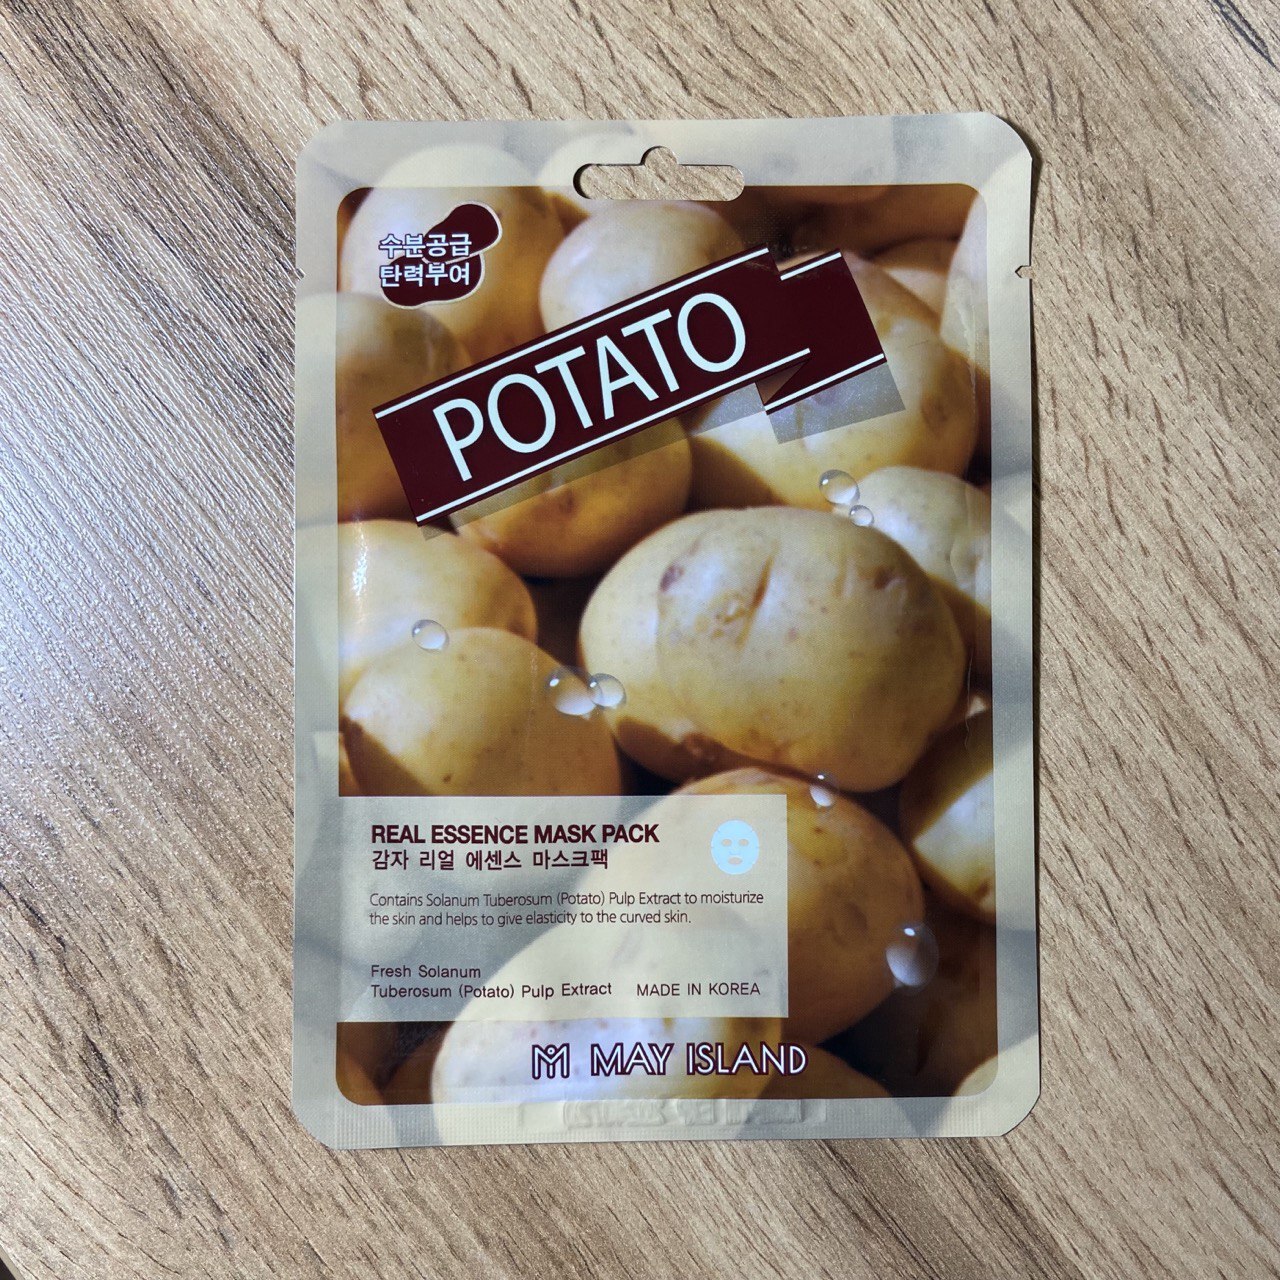 수분공급
탄력부여
POTATO
REAL ESSENCE MASK PACK
감자 리얼 에센스 마스크팩
Contains Solanum Tuberosum (Potato) Pulp Extract to moisturize
the skin and helps to give elasticity to the curved skin.
Fresh Solanum
Tuberosum (Potato) Pulp Extract MADE IN KOREA
MAY ISLAND